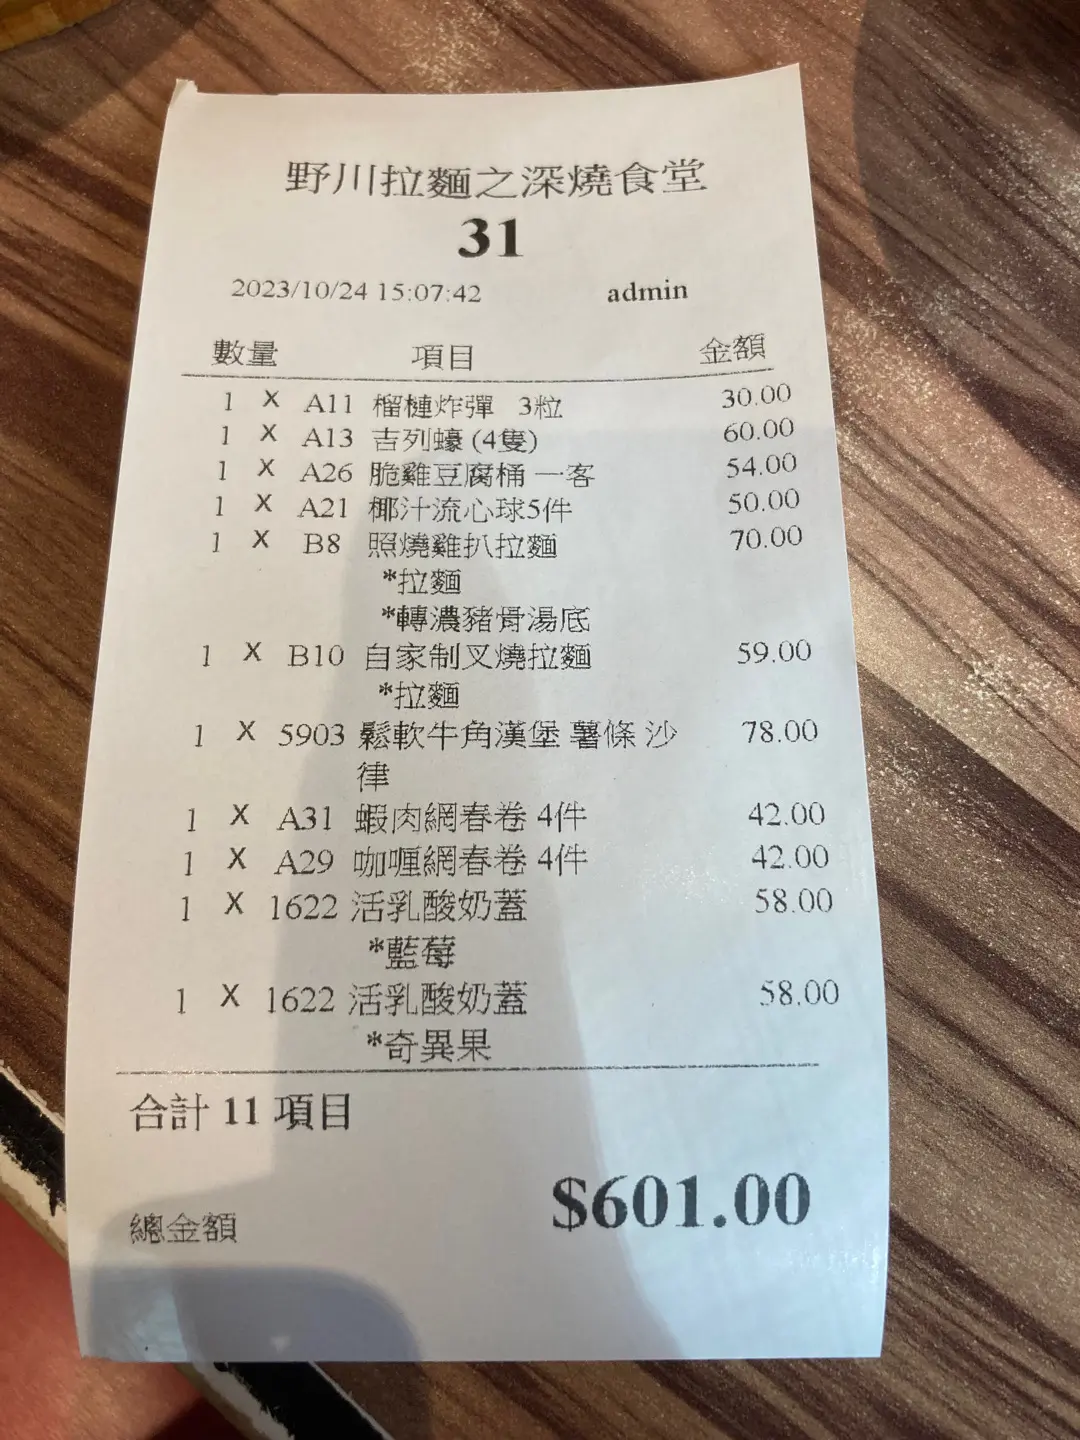 野川拉麵之深燒食堂
31
2023/10/24 15:07:42 admin
數量 項目 金額
1 X A11 榴槤炸彈 3粒 30.00
1 X A13 吉列蠔 (4隻) 60.00
1 X A26 脆雞豆腐桶 一客 54.00
1 X A21 椰汁流心球5件 50.00
1 X B8 照燒雞扒拉麵 70.00
*拉麵
*轉濃豬骨湯底
1 X B10 自家制叉燒拉麵 59.00
*拉麵
1 X 5903 鬆軟牛角漢堡 薯條 沙 78.00
律
1 X A31 蝦肉網春卷 4件 42.00
1 X A29 咖喱網春卷 4件 42.00
1 X 1622 活乳酸奶蓋 58.00
*藍莓
1 X 1622 活乳酸奶蓋 58.00
*奇異果
合計 11 項目
總金額 $601.00